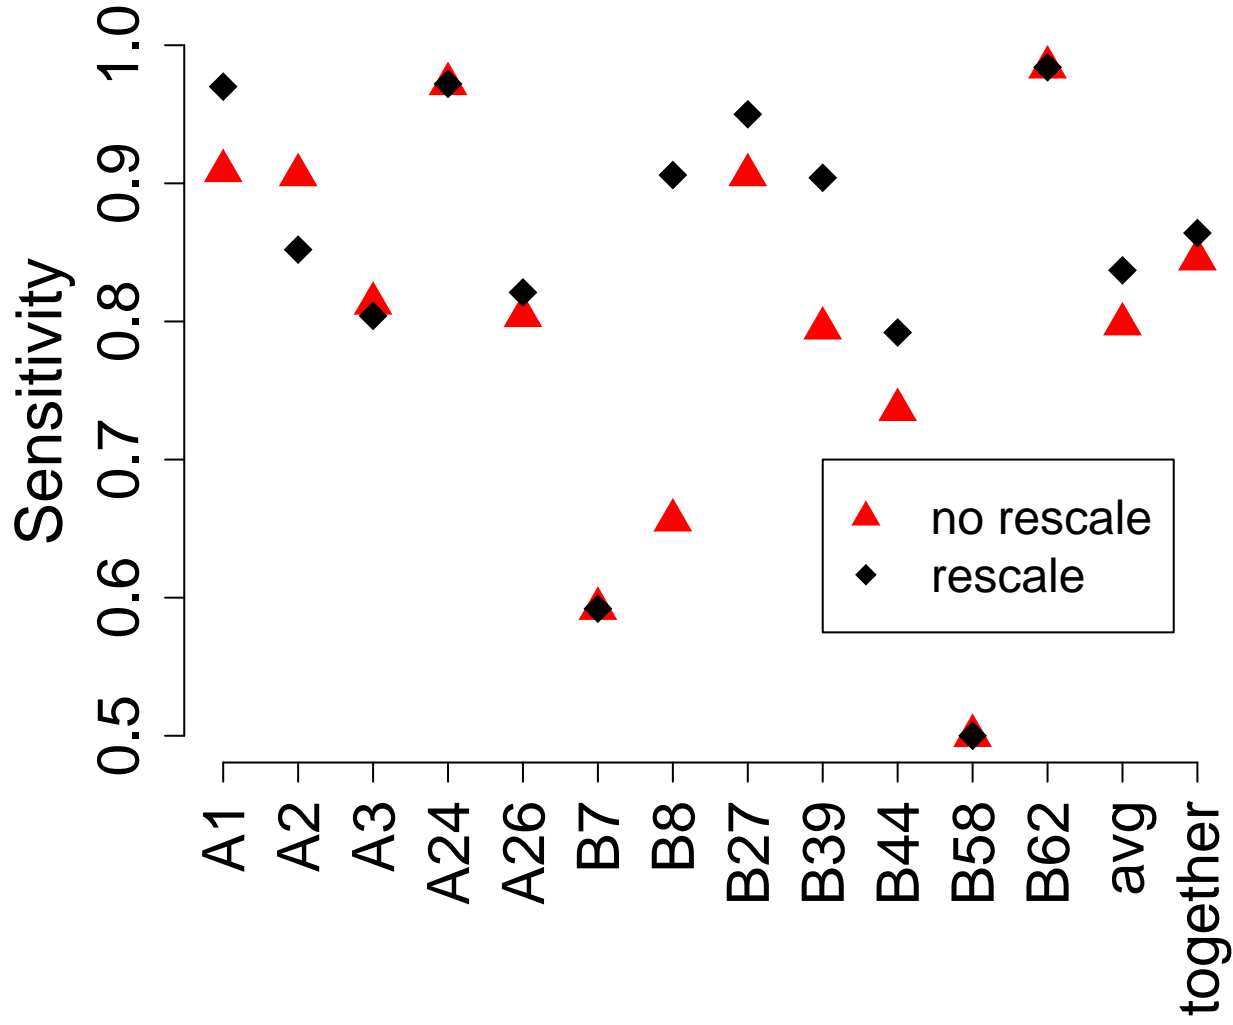 Sensitivity
1.0
0.9
0.8
0.7
0.6
0.5
no rescale
rescale
A1
A2
A3
A24
A26
B7
B8
B27
B39
B44
B58
B62
avg
together